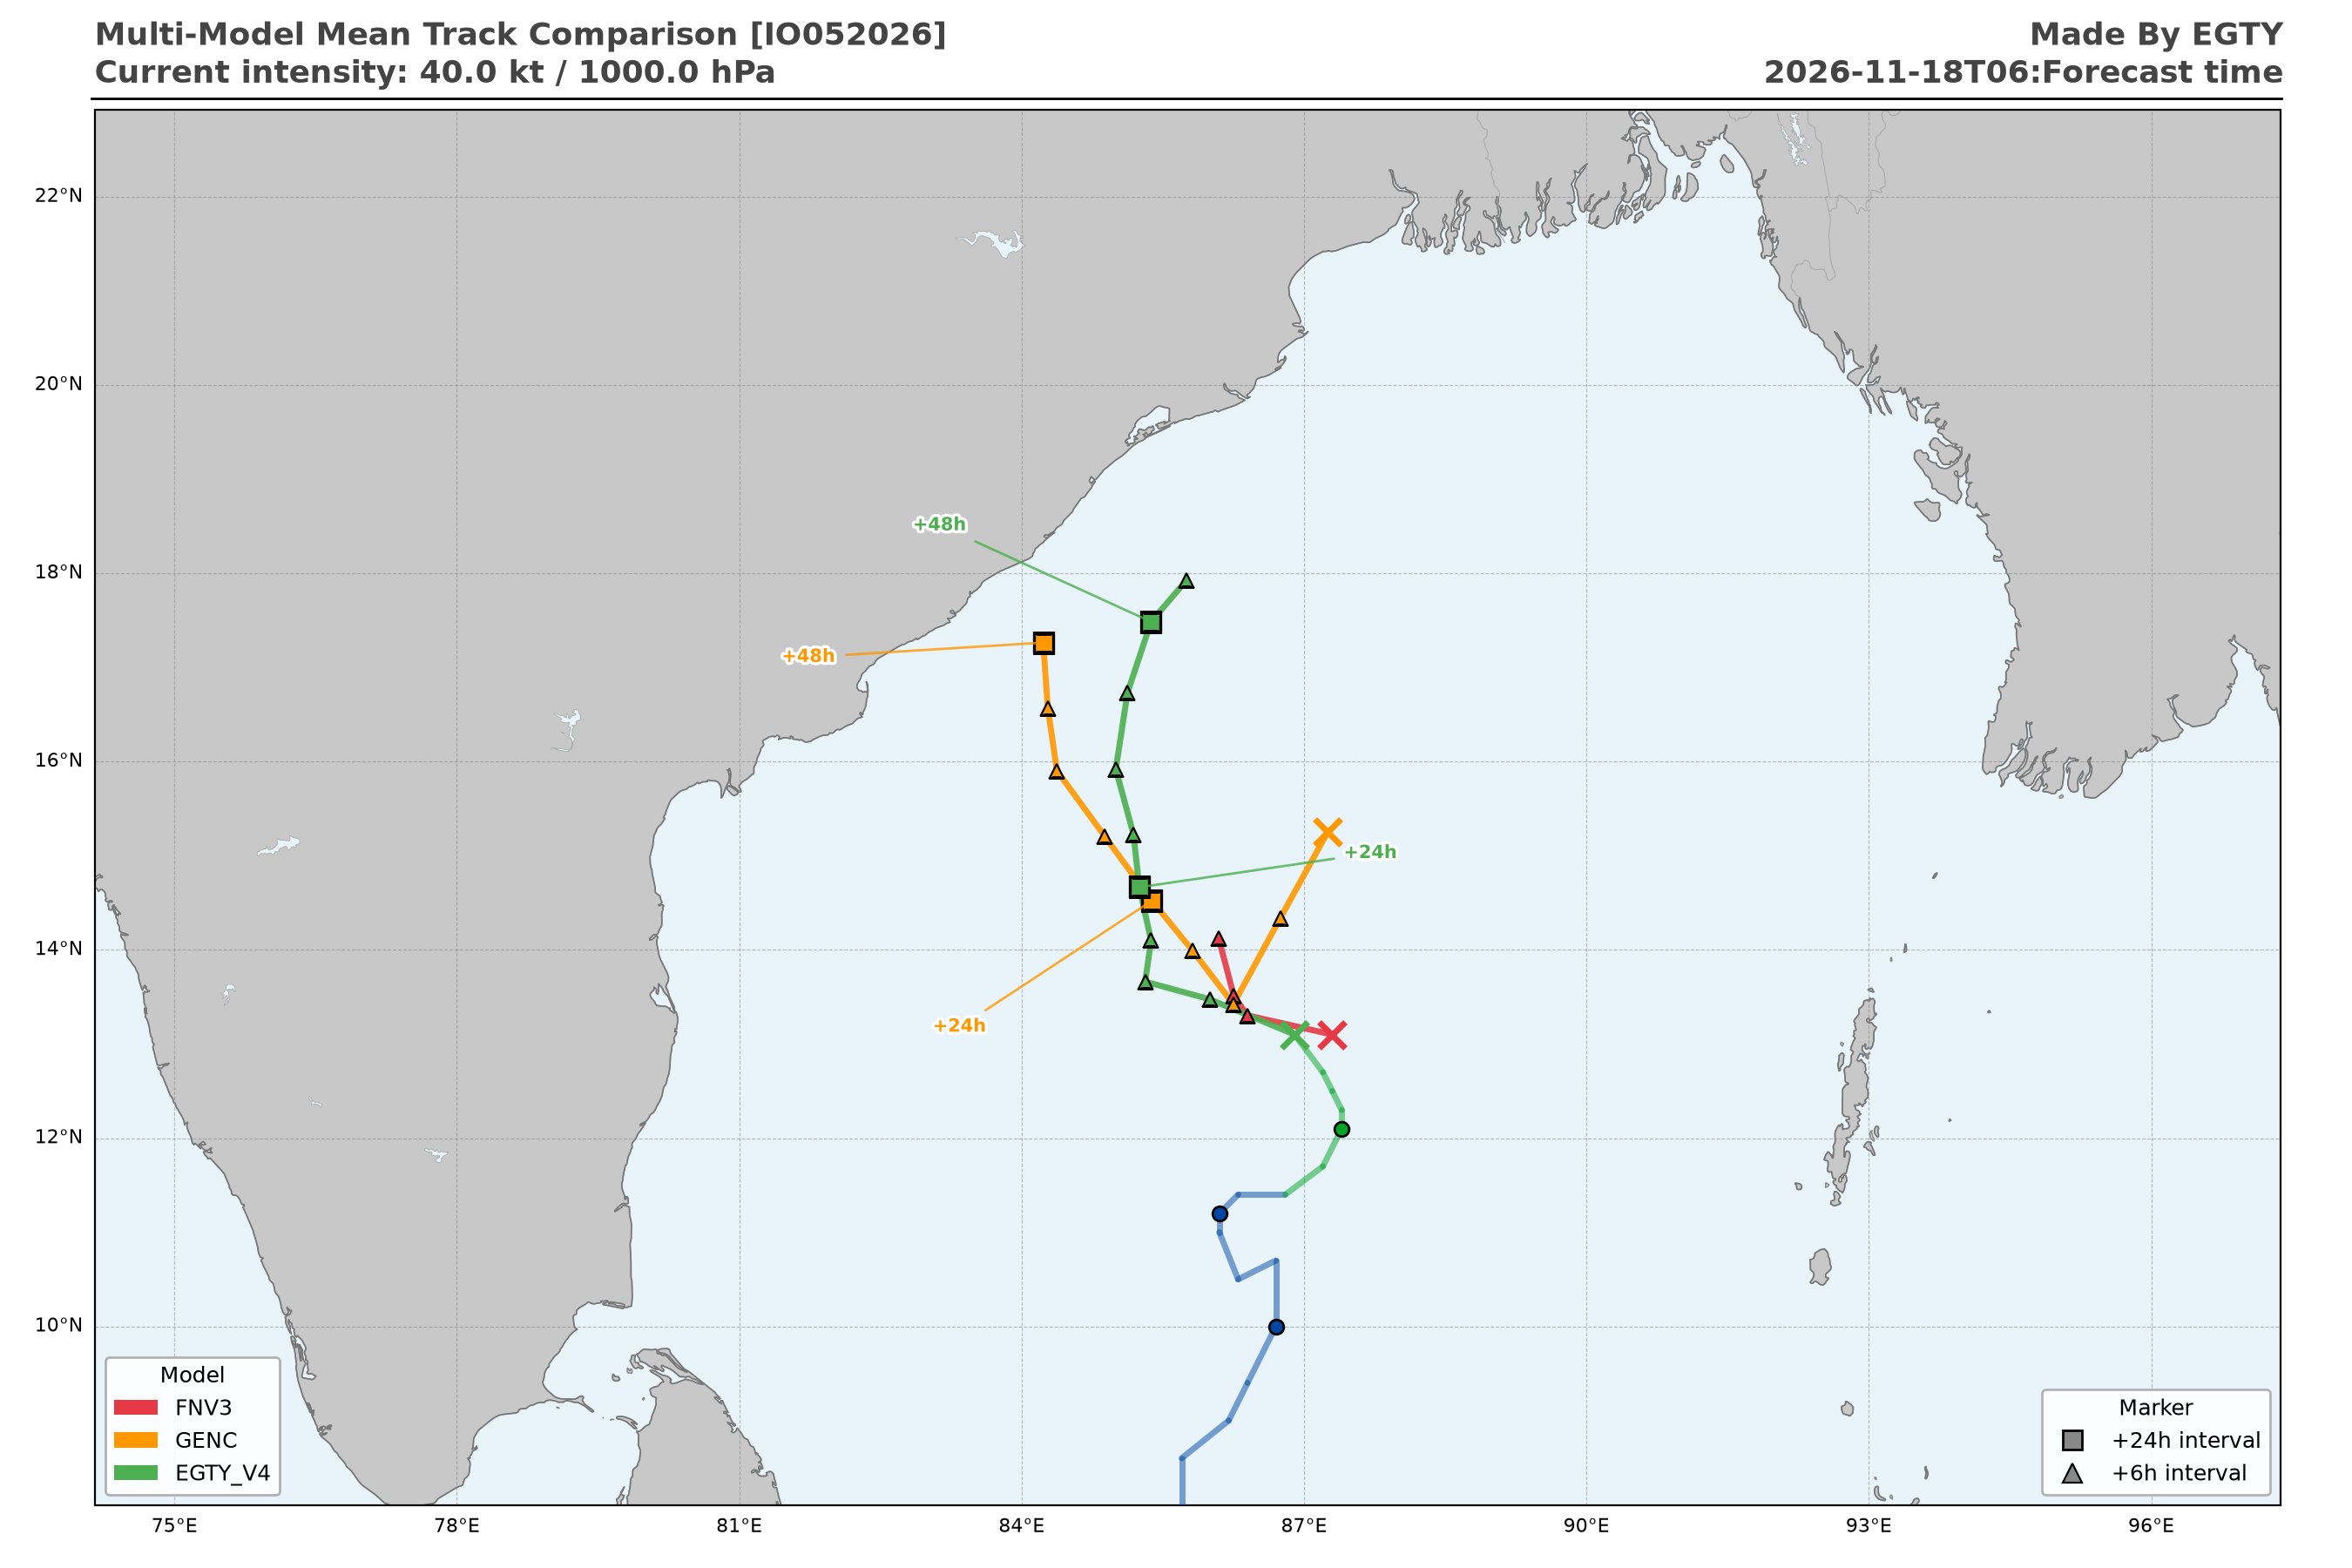 Multi-Model Mean Track Comparison [IO052026]
Current intensity: 40.0 kt / 1000.0 hPa
Made By EGTY
2026-11-18T06:Forecast time
22°N
20°N
18°N
16°N
14°N
12°N
10°N
+48h
+48h
+24h
+24h
Model
FNV3
GENC
EGTY_V4
Marker
+24h interval
+6h interval
75°E
78°E
81°E
84°E
87°E
90°E
93°E
96°E